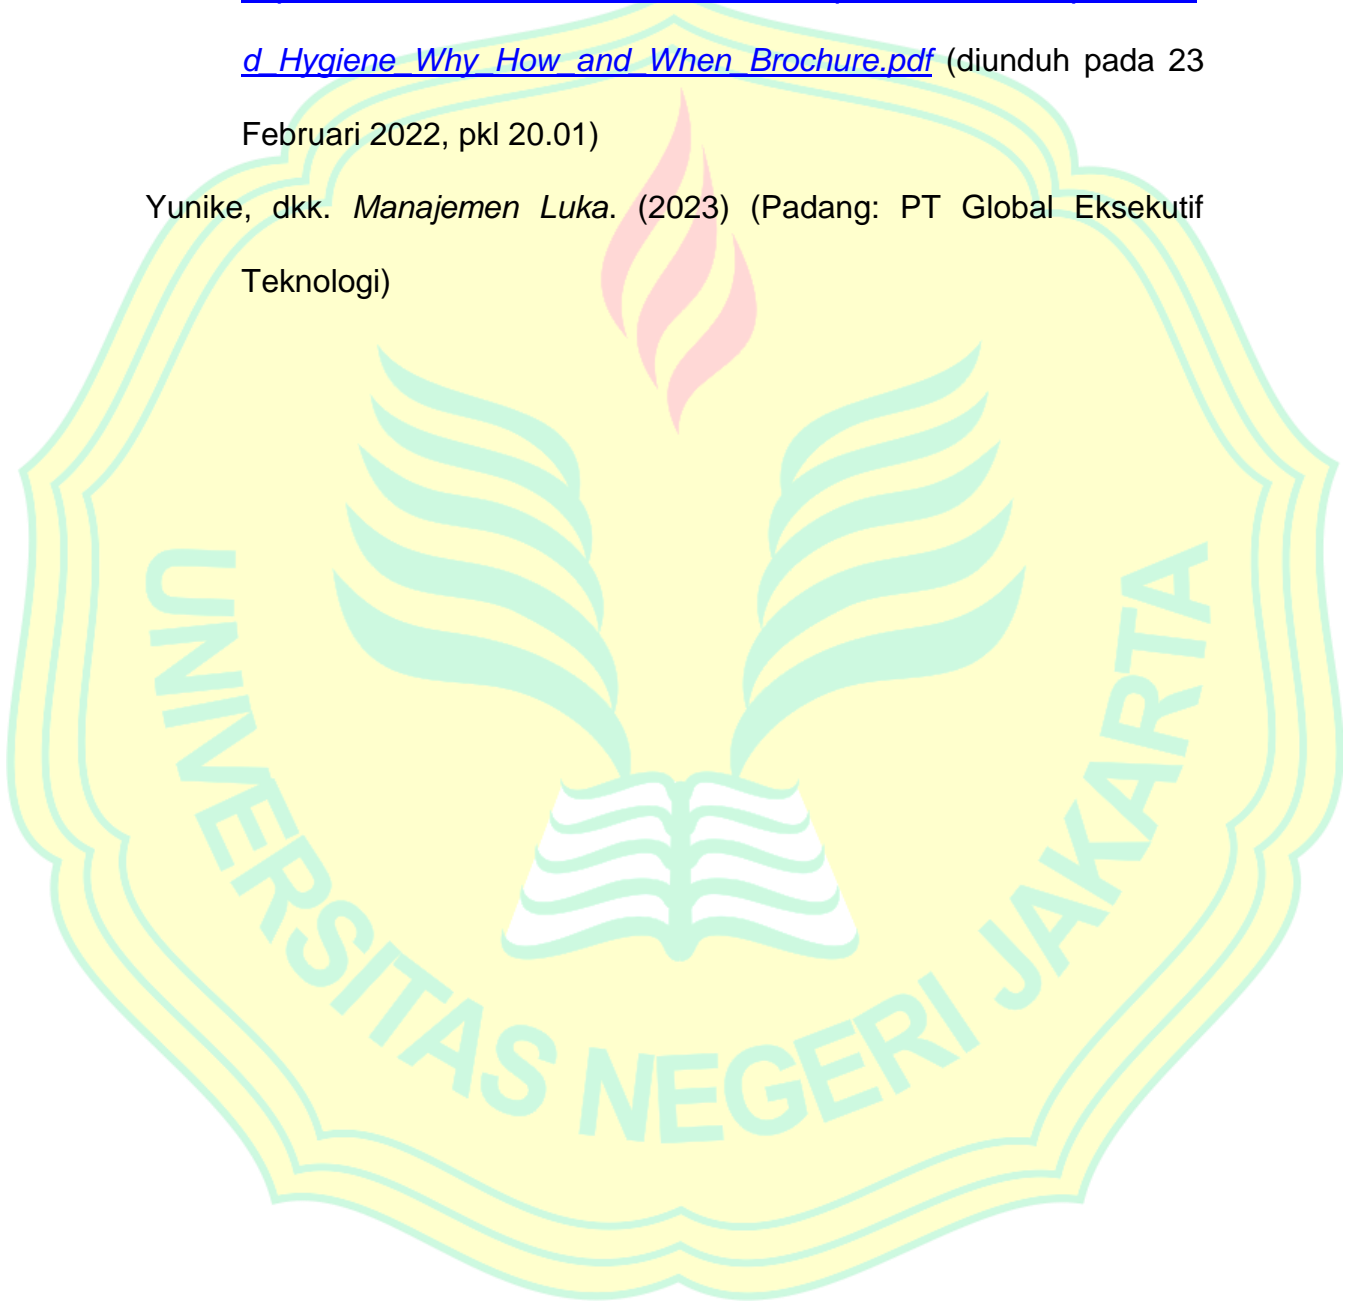 d_Hygiene_Why_How_and_When_Brochure.pdf (diunduh pada 23
Februari 2022, pkl 20.01)
Yunike, dkk. Manajemen Luka. (2023) (Padang: PT Global Eksekutif
Teknologi)
UNIVERSITAS NEGERI JAKARTA